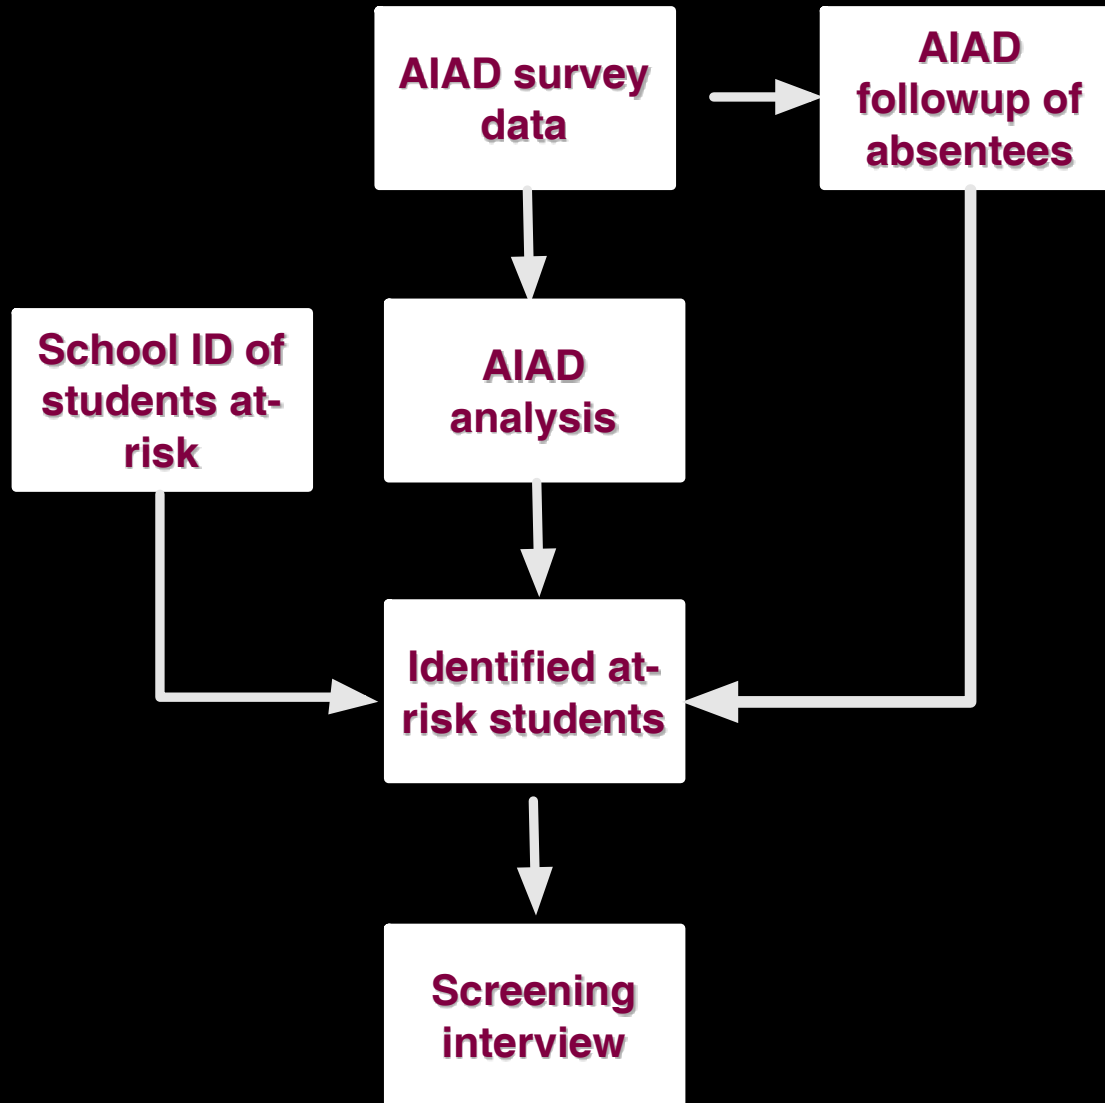 AIAD survey
data
AIAD
followup of
absentees
School ID of
students at-
risk
AIAD
analysis
Identified at-
risk students
Screening
interview